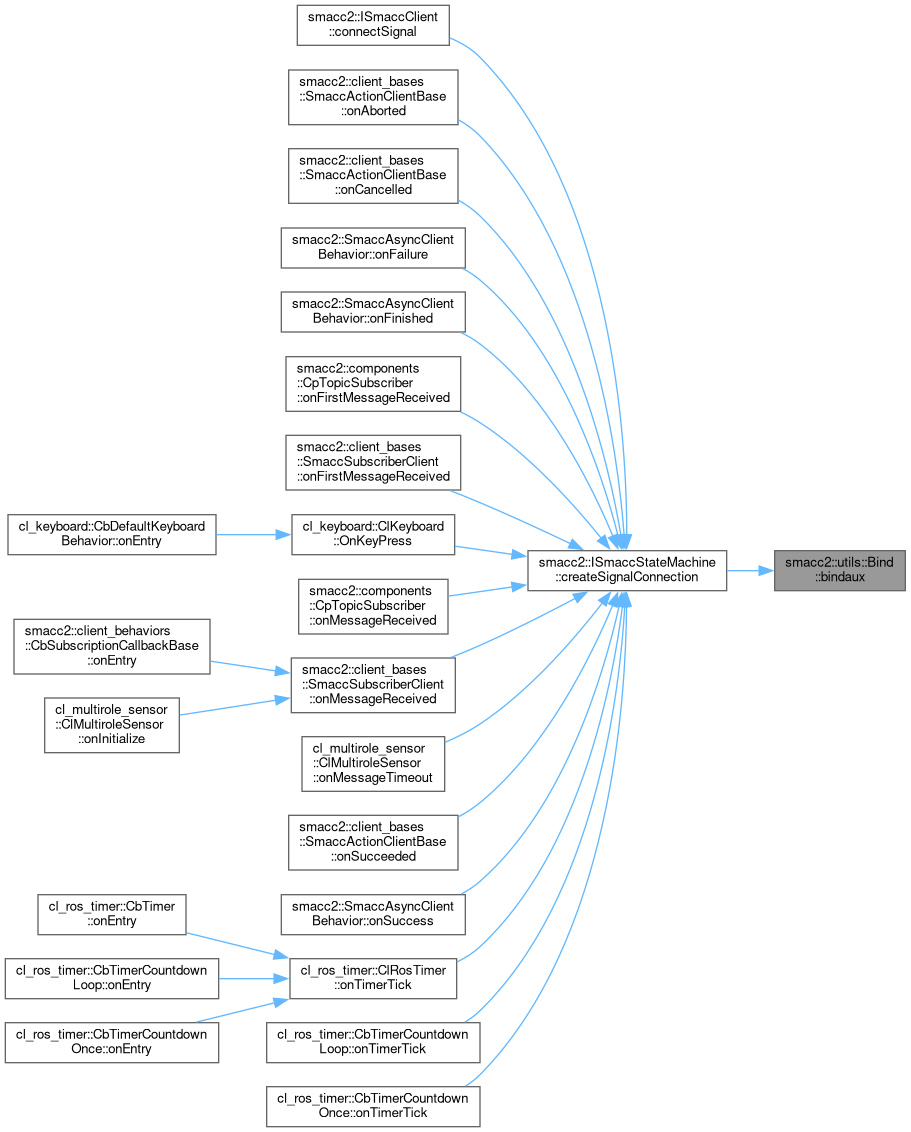 smacc2::ISmaccClient
::connectSignal
smacc2::client_bases
::SmaccActionClientBase
::onAborted
smacc2::client_bases
::SmaccActionClientBase
::onCancelled
smacc2::SmaccAsyncClient
Behavior::onFailure
smacc2::SmaccAsyncClient
Behavior::onFinished
smacc2::components
::CpTopicSubscriber
::onFirstMessageReceived
smacc2::client_bases
::SmaccSubscriberClient
::onFirstMessageReceived
cl_keyboard::CbDefaultKeyboard
Behavior::onEntry
cl_keyboard::ClKeyboard
::OnKeyPress
smacc2::ISmaccStateMachine
::createSignalConnection
smacc2::utils::Bind
::bindaux
smacc2::components
::CpTopicSubscriber
::onMessageReceived
smacc2::client_behaviors
::CbSubscriptionCallbackBase
::onEntry
smacc2::client_bases
::SmaccSubscriberClient
::onMessageReceived
cl_multirole_sensor
::ClMultiroleSensor
::onInitialize
cl_multirole_sensor
::ClMultiroleSensor
::onMessageTimeout
smacc2::client_bases
::SmaccActionClientBase
::onSucceeded
smacc2::SmaccAsyncClient
Behavior::onSuccess
cl_ros_timer::CbTimer
::onEntry
cl_ros_timer::ClRosTimer
::onTimerTick
cl_ros_timer::CbTimerCountdown
Loop::onEntry
cl_ros_timer::CbTimerCountdown
Once::onEntry
cl_ros_timer::CbTimerCountdown
Loop::onTimerTick
cl_ros_timer::CbTimerCountdown
Once::onTimerTick